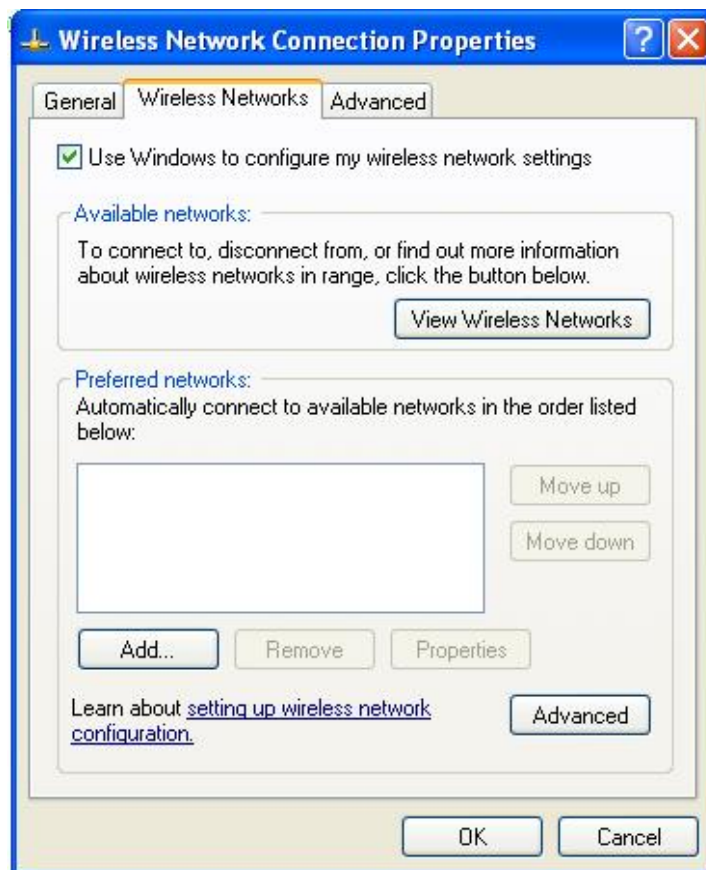 Wireless Network Connection Properties
General Wireless Networks Advanced
Use Windows to configure my wireless network settings
Available networks:
To connect to, disconnect from, or find out more information
about wireless networks in range, click the button below.
View Wireless Networks
Preferred networks:
Automatically connect to available networks in the order listed
below:
Move up
Move down
Add... Remove Properties
Learn about setting up wireless network
configuration.
Advanced
OK Cancel